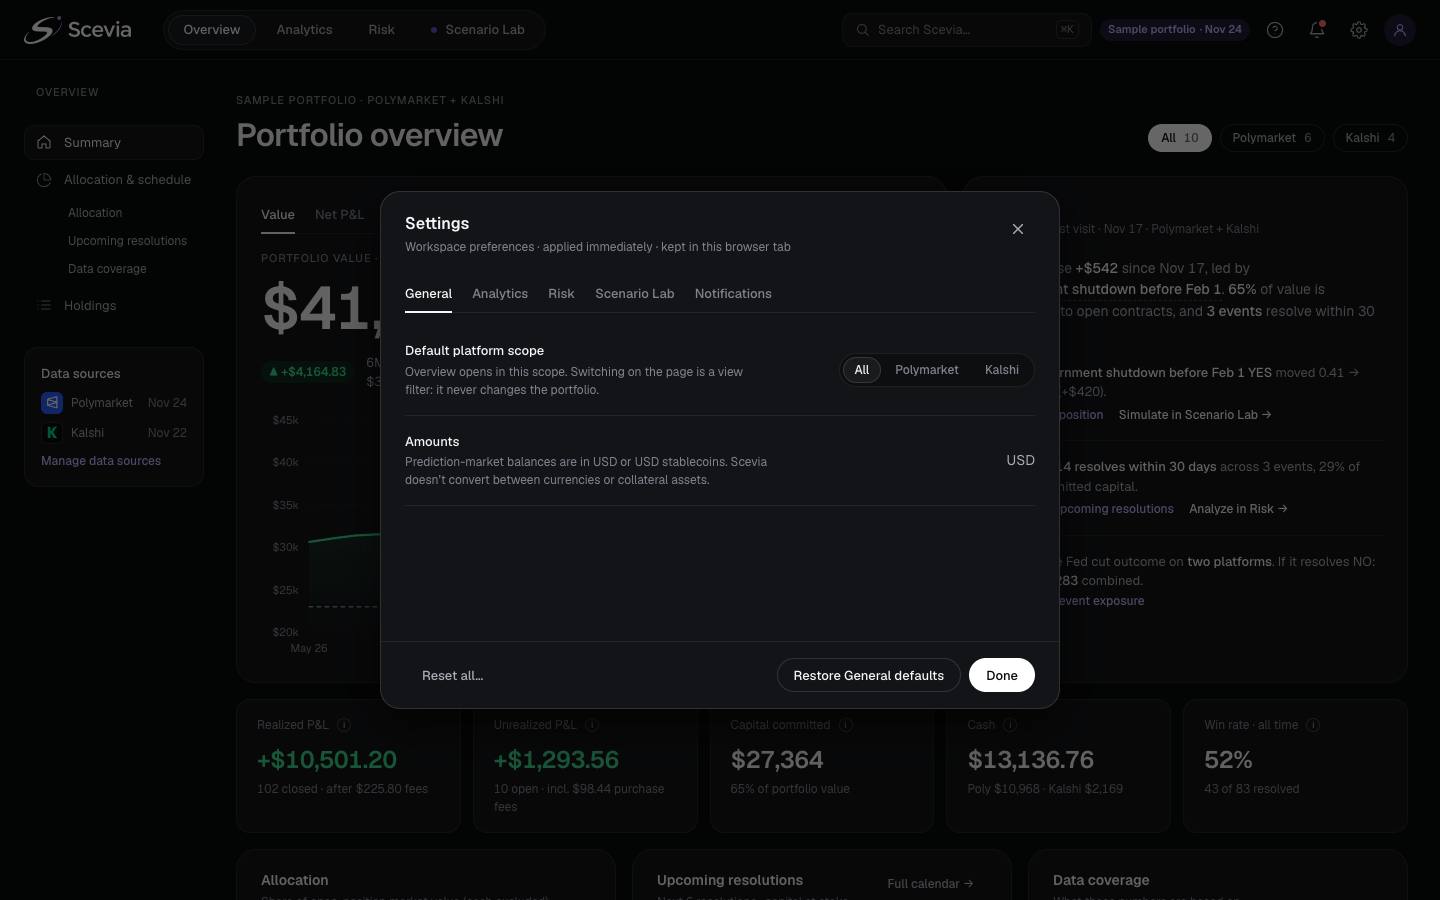 Scevia
Overview
Analytics
Risk
Scenario Lab
Search Scevia...
⌘K
Sample portfolio · Nov 24
OVERVIEW
Summary
Allocation & schedule
Allocation
Upcoming resolutions
Data coverage
Holdings
Data sources
Polymarket Nov 24
Kalshi Nov 22
Manage data sources
SAMPLE PORTFOLIO · POLYMARKET + KALSHI
Portfolio overview
All 10
Polymarket 6
Kalshi 4
Value
Net P&L
PORTFOLIO VALUE ·
$41,
▲ +$4,164.83
$45k
$40k
$35k
$30k
$25k
$20k
May 26
Settings
Workspace preferences · applied immediately · kept in this browser tab
General
Analytics
Risk
Scenario Lab
Notifications
Default platform scope
Overview opens in this scope. Switching on the page is a view
filter: it never changes the portfolio.
All
Polymarket
Kalshi
Amounts
Prediction-market balances are in USD or USD stablecoins. Scevia
doesn't convert between currencies or collateral assets.
USD
Reset all...
Restore General defaults
Done
st visit · Nov 17 · Polymarket + Kalshi
se +$542 since Nov 17, led by
nt shutdown before Feb 1. 65% of value is
to open contracts, and 3 events resolve within 30
rnment shutdown before Feb 1 YES moved 0.41 →
(+$420).
position
Simulate in Scenario Lab →
.4 resolves within 30 days across 3 events, 29% of
mitted capital.
pcoming resolutions
Analyze in Risk →
e Fed cut outcome on two platforms. If it resolves NO:
283 combined.
event exposure
Realized P&L
+$10,501.20
102 closed · after $225.80 fees
Unrealized P&L
+$1,293.56
10 open · incl. $98.44 purchase
fees
Capital committed
$27,364
65% of portfolio value
Cash
$13,136.76
Poly $10,968 · Kalshi $2,169
Win rate · all time
52%
43 of 83 resolved
Allocation
Upcoming resolutions
Full calendar →
Data coverage